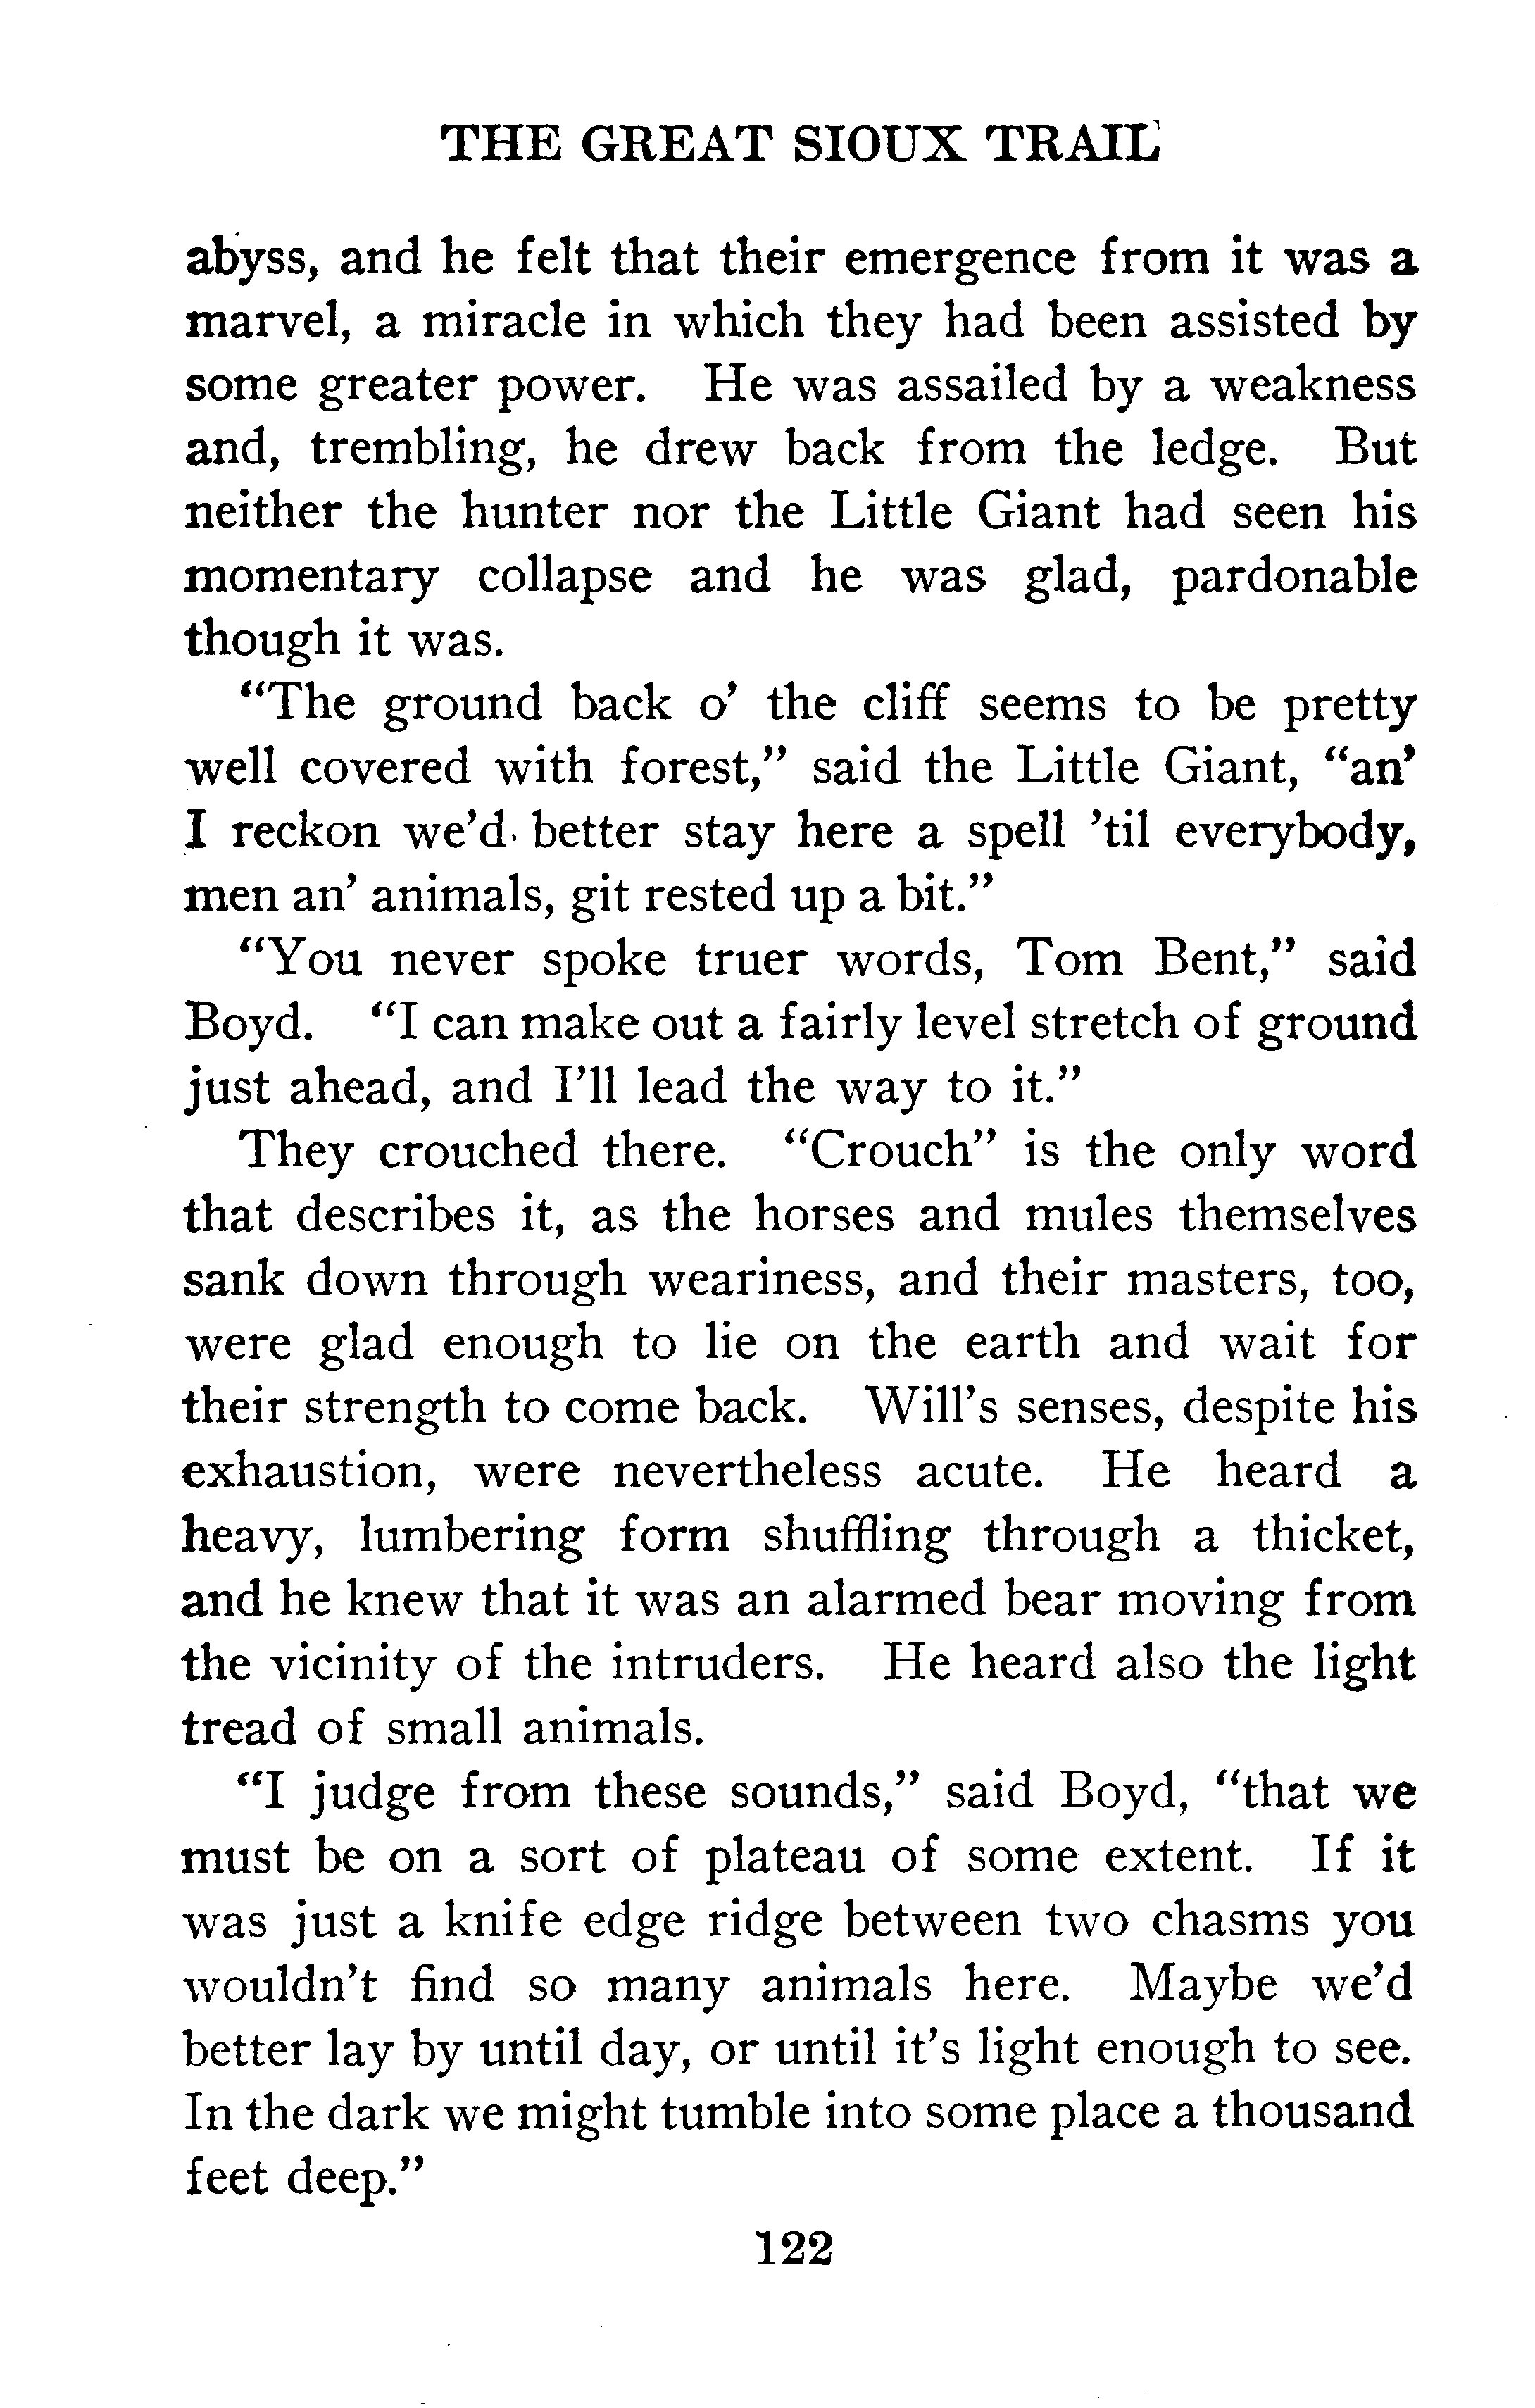 THE GREAT SIOUX TRAIL
abyss, and he felt that their emergence from it was a
marvel, a miracle in which they had been assisted by
some greater power. He was assailed by a weakness
and, trembling, he drew back from the ledge. But
neither the hunter nor the Little Giant had seen his
momentary collapse and he was glad, pardonable
though it was.
“The ground back o’ the cliff seems to be pretty
well covered with forest,” said the Little Giant, “an’
I reckon we’d better stay here a spell ’til everybody,
men an’ animals, git rested up a bit.”
“You never spoke truer words, Tom Bent,” said
Boyd. “I can make out a fairly level stretch of ground
just ahead, and I’ll lead the way to it.”
They crouched there. “Crouch” is the only word
that describes it, as the horses and mules themselves
sank down through weariness, and their masters, too,
were glad enough to lie on the earth and wait for
their strength to come back. Will’s senses, despite his
exhaustion, were nevertheless acute. He heard a
heavy, lumbering form shuffling through a thicket,
and he knew that it was an alarmed bear moving from
the vicinity of the intruders. He heard also the light
tread of small animals.
“I judge from these sounds,” said Boyd, “that we
must be on a sort of plateau of some extent. If it
was just a knife edge ridge between two chasms you
wouldn’t find so many animals here. Maybe we’d
better lay by until day, or until it’s light enough to see.
In the dark we might tumble into some place a thousand
feet deep.”
122